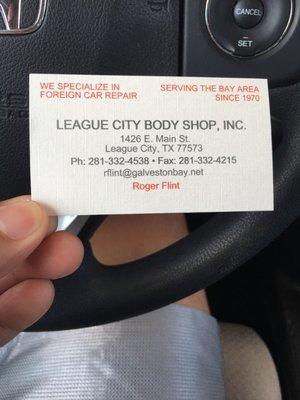 CANCEL
SET
WE SPECIALIZE IN
FOREIGN CAR REPAIR
SERVING THE BAY AREA
SINCE 1970
LEAGUE CITY BODY SHOP, INC.
1426 E. Main St.
League City, TX 77573
Ph: 281-332-4538 • Fax: 281-332-4215
rflint@galvestonbay.net
Roger Flint